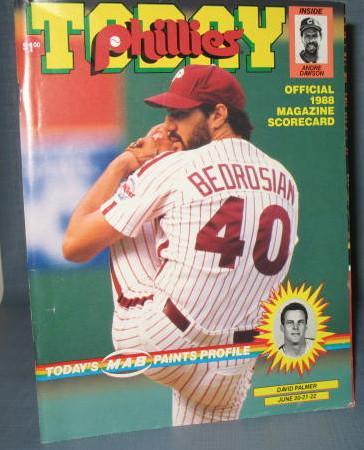 $1.00
TODAY
phillies
INSIDE
ANDRE
DAWSON
OFFICIAL
1988
MAGAZINE
SCORECARD
BEDROSIAN
40
TODAY'S M·A·B PAINTS PROFILE
DAVID PALMER
JUNE 20-21-22